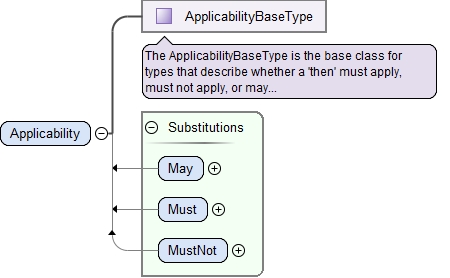 ApplicabilityBaseType
The ApplicabilityBaseType is the base class for
types that describe whether a 'then' must apply,
must not apply, or may...
Applicability
Substitutions
May
Must
MustNot